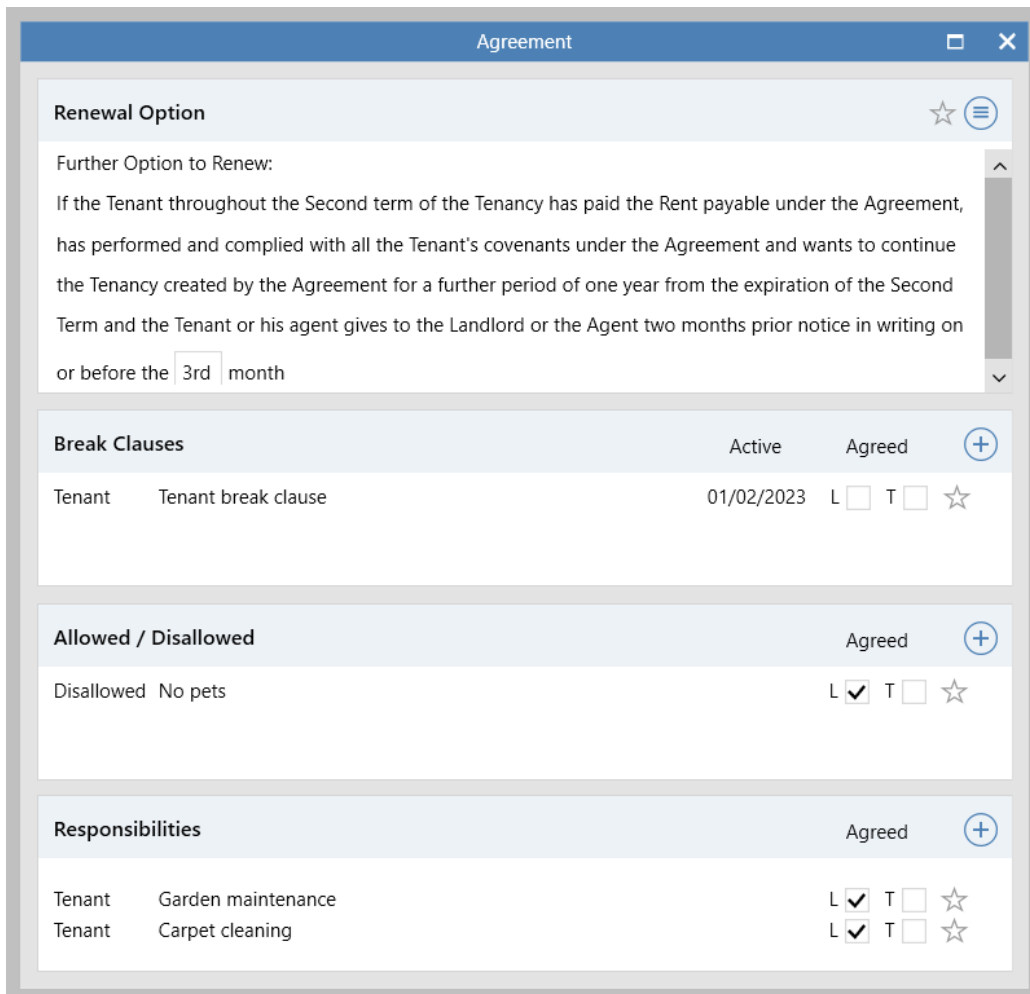 Agreement
Renewal Option
Further Option to Renew:
If the Tenant throughout the Second term of the Tenancy has paid the Rent payable under the Agreement,
has performed and complied with all the Tenant's covenants under the Agreement and wants to continue
the Tenancy created by the Agreement for a further period of one year from the expiration of the Second
Term and the Tenant or his agent gives to the Landlord or the Agent two months prior notice in writing on
or before the 3rd month
Break Clauses Active Agreed
Tenant Tenant break clause 01/02/2023 L T
Allowed / Disallowed Agreed
Disallowed No pets L T
Responsibilities Agreed
Tenant Garden maintenance L T
Tenant Carpet cleaning L T